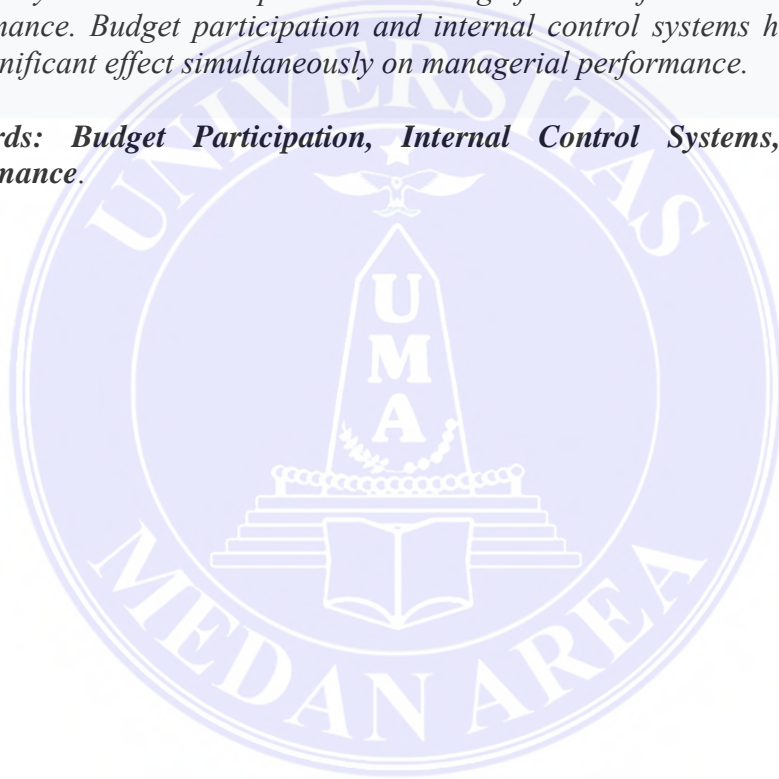 nance. Budget participation and internal control systems h
nificant effect simultaneously on managerial performance.
rds: Budget Participation, Internal Control Systems,
mance.
UNIVERSITAS
U
M
A
MEDAN AREA